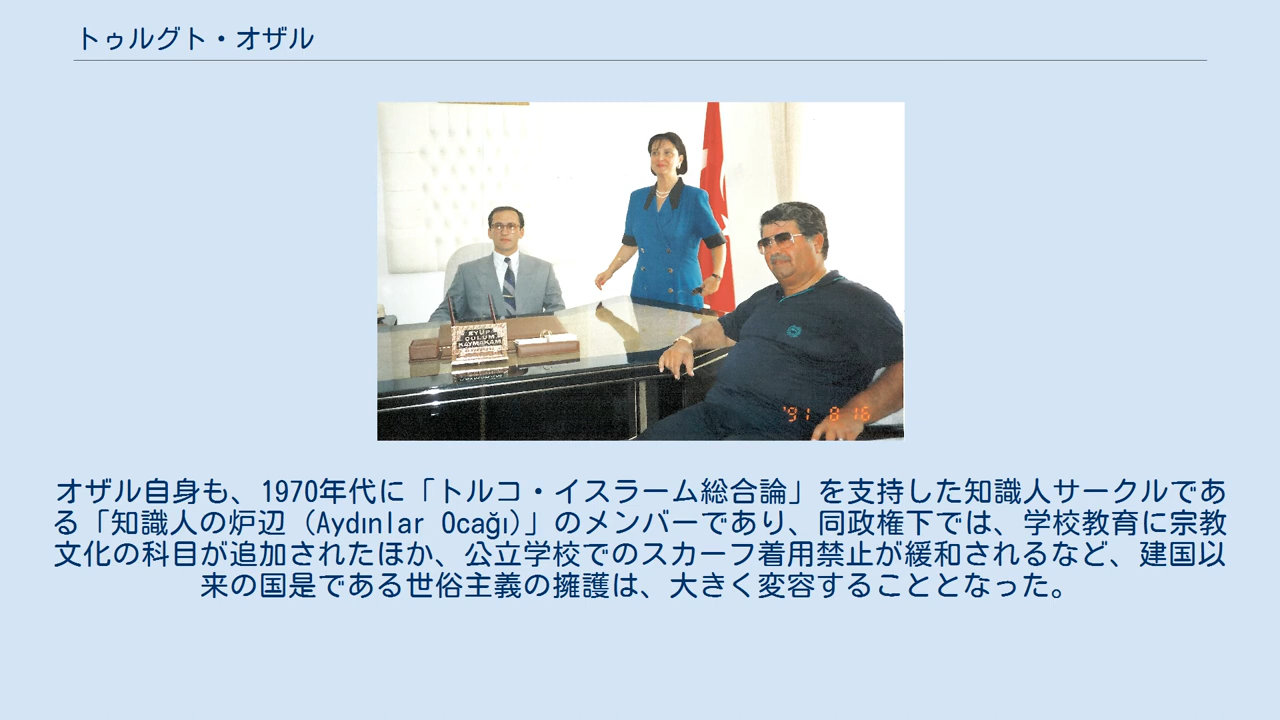 トゥルグト・オザル
EYÜP
ÇULUM
KAYMAKAM
'91 8 16
オザル自身も、1970年代に「トルコ・イスラーム総合論」を支持した知識人サークルであ
る「知識人の炉辺（Aydınlar Ocağı）」のメンバーであり、同政権下では、学校教育に宗教
文化の科目が追加されたほか、公立学校でのスカーフ着用禁止が緩和されるなど、建国以
来の国是である世俗主義の擁護は、大きく変容することとなった。